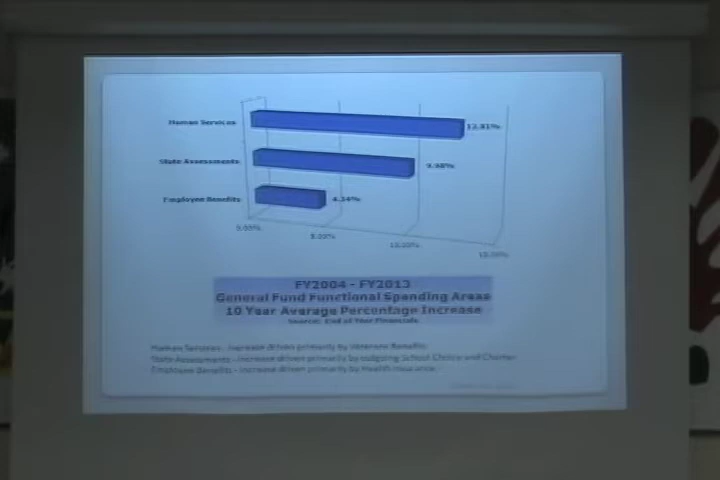 Human Services
12.81%
State Assessments
9.98%
Employee Benefits
0.00%
5.00%
10.00%
15.00%
FY2004 - FY2013
General Fund Functional Spending Areas
10 Year Average Percentage Increase
Source: End of Year Financials
Human Services - Increase driven primarily by Veterans Benefits
State Assessments - Increase driven primarily by outgoing School Choice and Charter
Employee Benefits - Increase driven primarily by Health Insurance